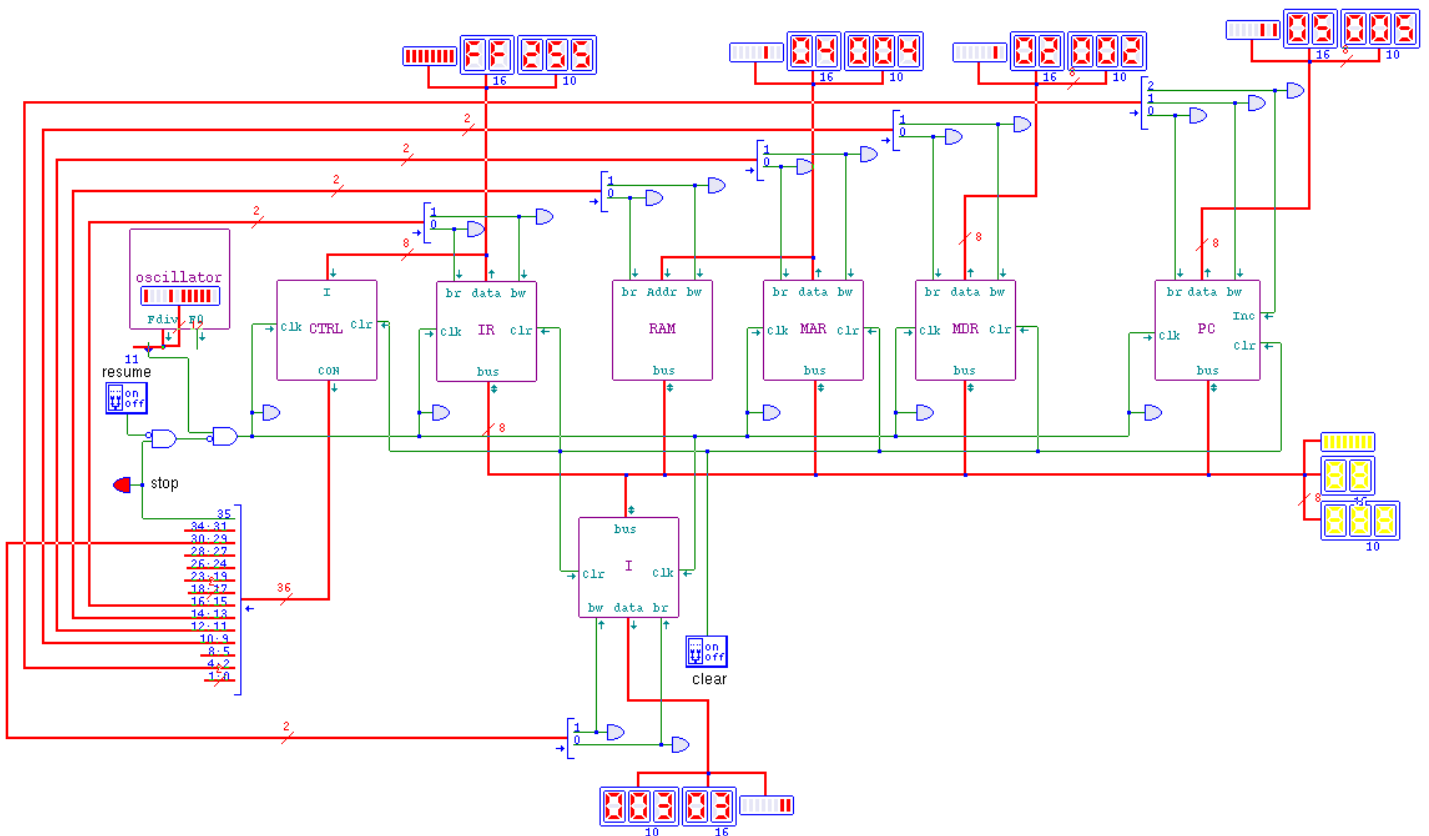 FF 255
16 10
04 004
16 10
02 002
16 8 10
05 005
16 8 10
2
1
0
2
1
0
2
1
0
2
1
0
2
1
0
2
1
0
8
8
8
oscillator
Fdiv
11
resume
on
off
stop
I
clk CTRL clr
CON
br data bw
clk IR clr
bus
br Addr bw
RAM
bus
br data bw
clk MAR clr
bus
br data bw
clk MDR clr
bus
br data bw
Inc
clk PC
clr
bus
8
8
10
35
34:31
30:29
28:27
26:24
23:19
18:17
16:15
14:13
12:11
10:9
8:5
4:2
1:0
36
bus
clr I clk
bw data br
on
off
clear
2
1
0
003 03
10 16